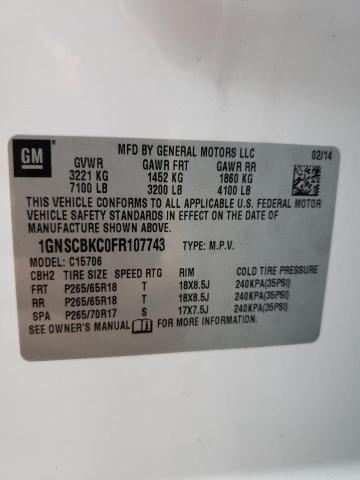 GM
MFD BY GENERAL MOTORS LLC 02/14
GVWR GAWR FRT GAWR RR
3221 KG 1452 KG 1860 KG
7100 LB 3200 LB 4100 LB
THIS VEHICLE CONFORMS TO ALL APPLICABLE U.S. FEDERAL MOTOR
VEHICLE SAFETY STANDARDS IN EFFECT ON THE DATE OF
MANUFACTURE SHOWN ABOVE.
1GNSCBKC0FR107743 TYPE: M.P.V.
MODEL: C15706
CBH2 TIRE SIZE SPEED RTG RIM COLD TIRE PRESSURE
FRT P265/65R18 T 18X8.5J 240KPA(35PSI)
RR P265/65R18 T 18X8.5J 240KPA(35PSI)
SPA P265/70R17 S 17X7.5J 240KPA(35PSI)
SEE OWNER'S MANUAL FOR MORE INFORMATION.